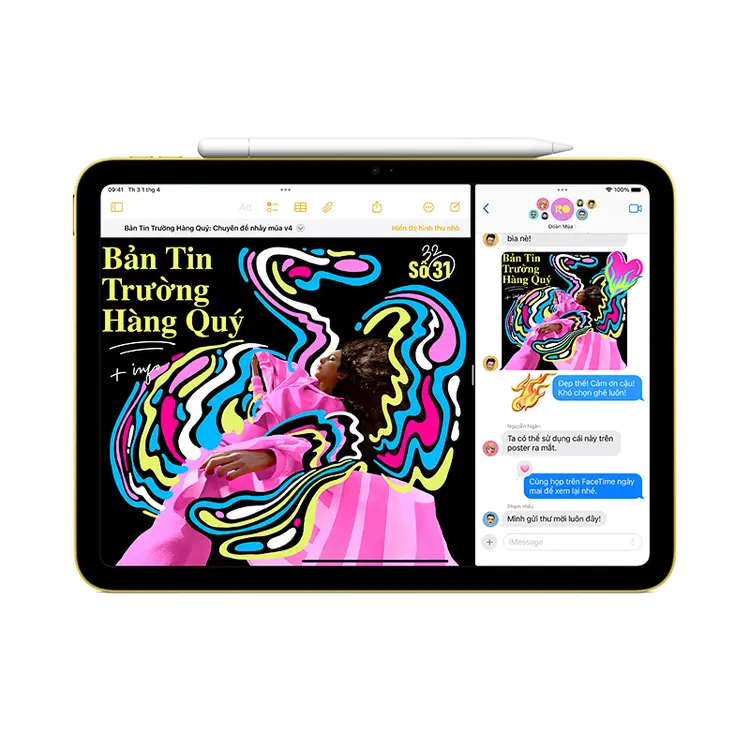 09:41 Th 3 1 thg 4
100%
Aa
Bản Tin Trường Hàng Quý: Chuyên đề nhảy múa v4
Hiển thị hình thu nhỏ
Bản Tin
Trường
Hàng Quý
+ info
32
Số 31
Đoàn Múa
bìa nè!
Bản Tin
Trường
Hàng Quý
Đẹp thế! Cảm ơn cậu!
Khó chọn ghê luôn!
Nguyễn Ngân
Ta có thể sử dụng cái này trên
poster ra mắt.
Cùng họp trên FaceTime ngày
mai để xem lại nhé.
Phạm Hiếu
Mình gửi thư mời luôn đây!
iMessage